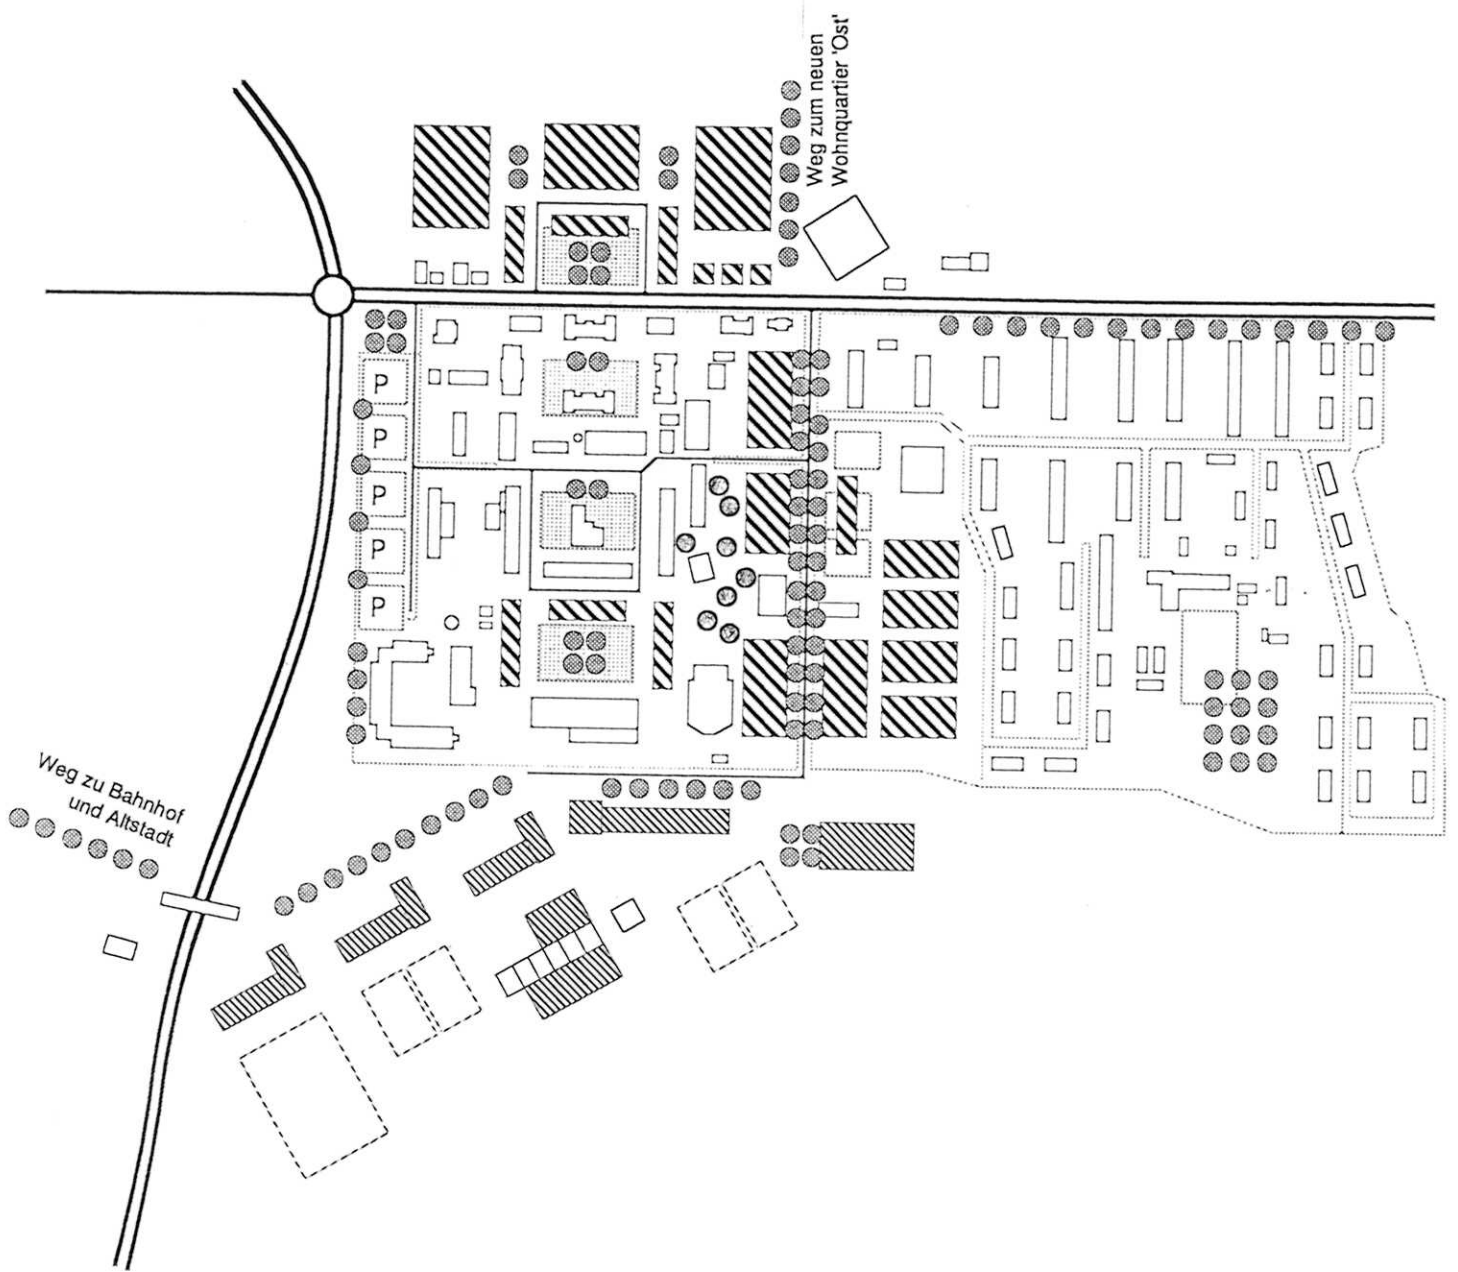 Weg zum neuen
Wohnquartier 'Ost'
P
P
P
P
P
Weg zu Bahnhof
und Altstadt